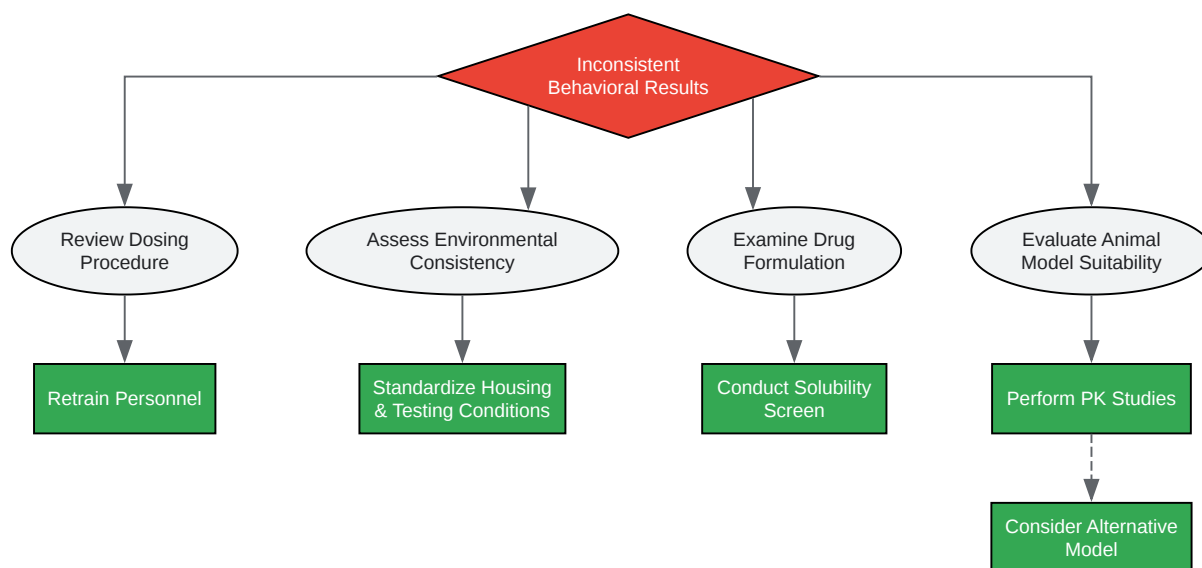 Inconsistent
Behavioral Results
Review Dosing
Procedure
Assess Environmental
Consistency
Examine Drug
Formulation
Evaluate Animal
Model Suitability
Retrain Personnel
Standardize Housing
& Testing Conditions
Conduct Solubility
Screen
Perform PK Studies
Consider Alternative
Model